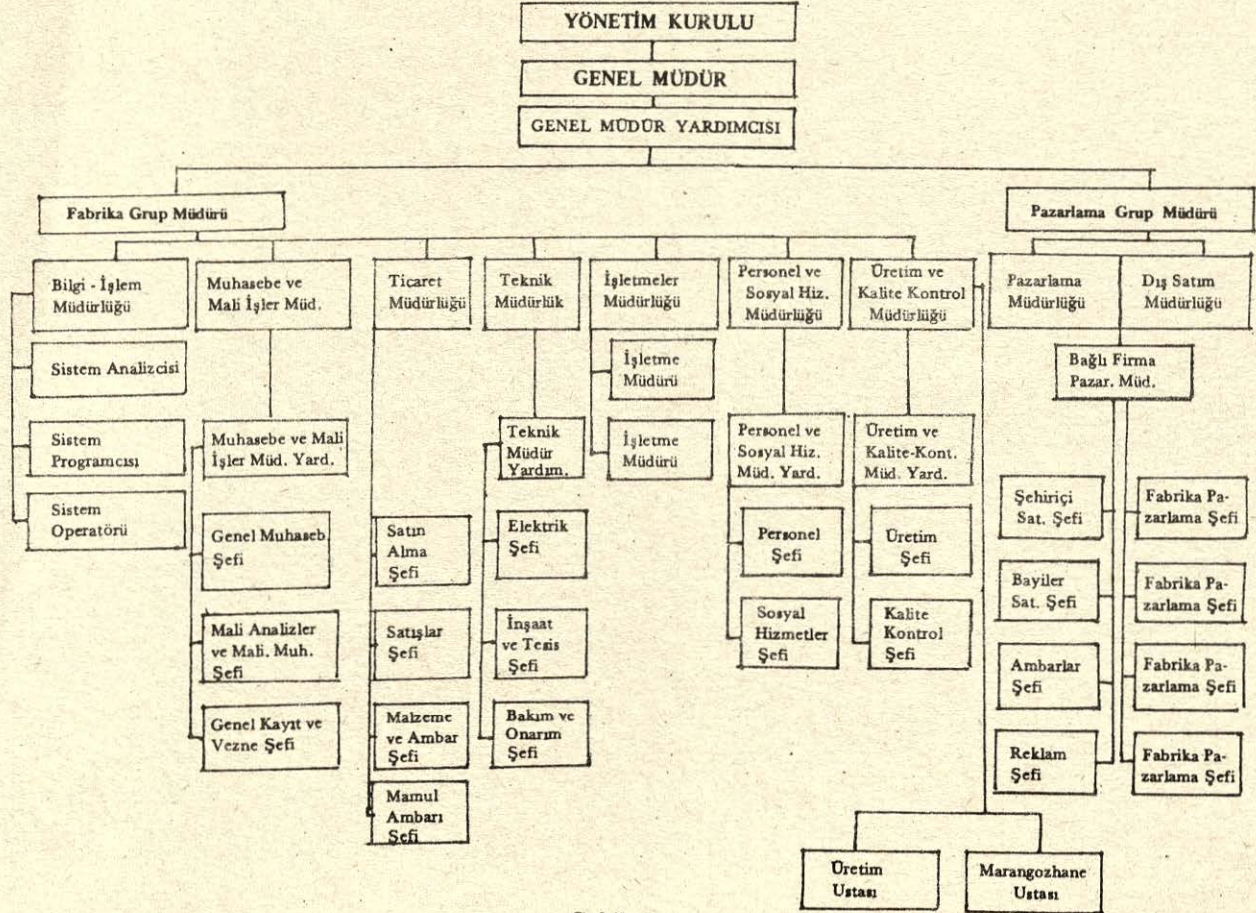 YÖNETİM KURULU
GENEL MÜDÜR
GENEL MÜDÜR YARDIMCISI
Fabrika Grup Müdürü
Pazarlama Grup Müdürü
Bilgi - İşlem
Müdürlüğü
Muhasebe ve
Mali İşler Müd.
Ticaret
Müdürlüğü
Teknik
Müdürlük
İşletmeler
Müdürlüğü
Personel ve
Sosyal Hiz.
Müdürlüğü
Üretim ve
Kalite Kontrol
Müdürlüğü
Pazarlama
Müdürlüğü
Dış Satım
Müdürlüğü
Sistem Analizcisi
İşletme
Müdürü
Bağlı Firma
Pazar. Müd.
Sistem
Programcısı
Muhasebe ve Mali
İşler Müd. Yard.
Teknik
Müdür
Yardım.
İşletme
Müdürü
Personel ve
Sosyal Hiz.
Müd. Yard.
Üretim ve
Kalite-Kont.
Müd. Yard.
Sistem
Operatörü
Genel Muhaseb.
Şefi
Satın
Alma
Şefi
Elektrik
Şefi
Personel
Şefi
Üretim
Şefi
Şehiriçi
Sat. Şefi
Fabrika Pa-
zarlama Şefi
Mali Analizler
ve Mali. Muh.
Şefi
Satışlar
Şefi
İnşaat
ve Tesis
Şefi
Sosyal
Hizmetler
Şefi
Kalite
Kontrol
Şefi
Bayiler
Sat. Şefi
Fabrika Pa-
zarlama Şefi
Ambarlar
Şefi
Fabrika Pa-
zarlama Şefi
Genel Kayıt ve
Vezne Şefi
Malzeme
ve Ambar
Şefi
Bakım ve
Onarım
Şefi
Reklam
Şefi
Fabrika Pa-
zarlama Şefi
Mamul
Ambarı
Şefi
Üretim
Ustası
Marangozhane
Ustası